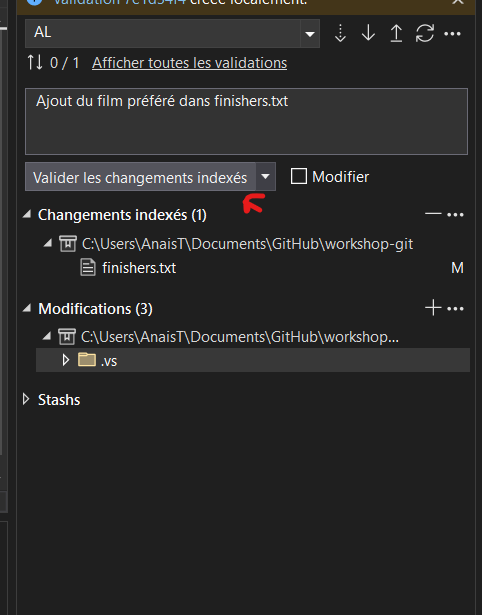 créée localement.
AL
0 / 1 Afficher toutes les validations
Ajout du film préféré dans finishers.txt
Valider les changements indexés Modifier
Changements indexés (1)
C:\Users\AnaisT\Documents\GitHub\workshop-git
finishers.txt M
Modifications (3)
C:\Users\AnaisT\Documents\GitHub\workshop...
.vs
Stashs